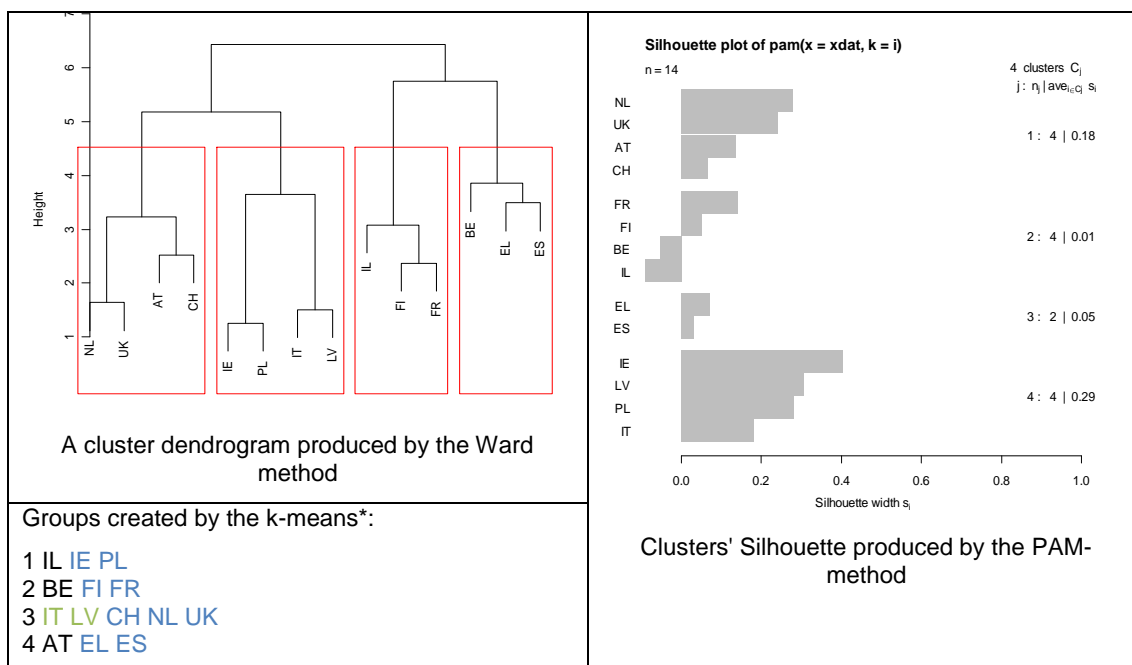 7
6
5
4
3
2
1
Height
NL
UK
AT
CH
IE
PL
IT
LV
IL
FI
FR
BE
EL
ES
A cluster dendrogram produced by the Ward
method
Groups created by the k-means*:
1 IL IE PL
2 BE FI FR
3 IT LV CH NL UK
4 AT EL ES
Silhouette plot of pam(x = xdat, k = i)
n = 14
4 clusters Cj
j : nj | avei∈Cj si
NL
UK
AT
CH
1 : 4 | 0.18
FR
FI
BE
IL
2 : 4 | 0.01
EL
ES
3 : 2 | 0.05
IE
LV
PL
IT
4 : 4 | 0.29
0.0 0.2 0.4 0.6 0.8 1.0
Silhouette width si
Clusters' Silhouette produced by the PAM-
method